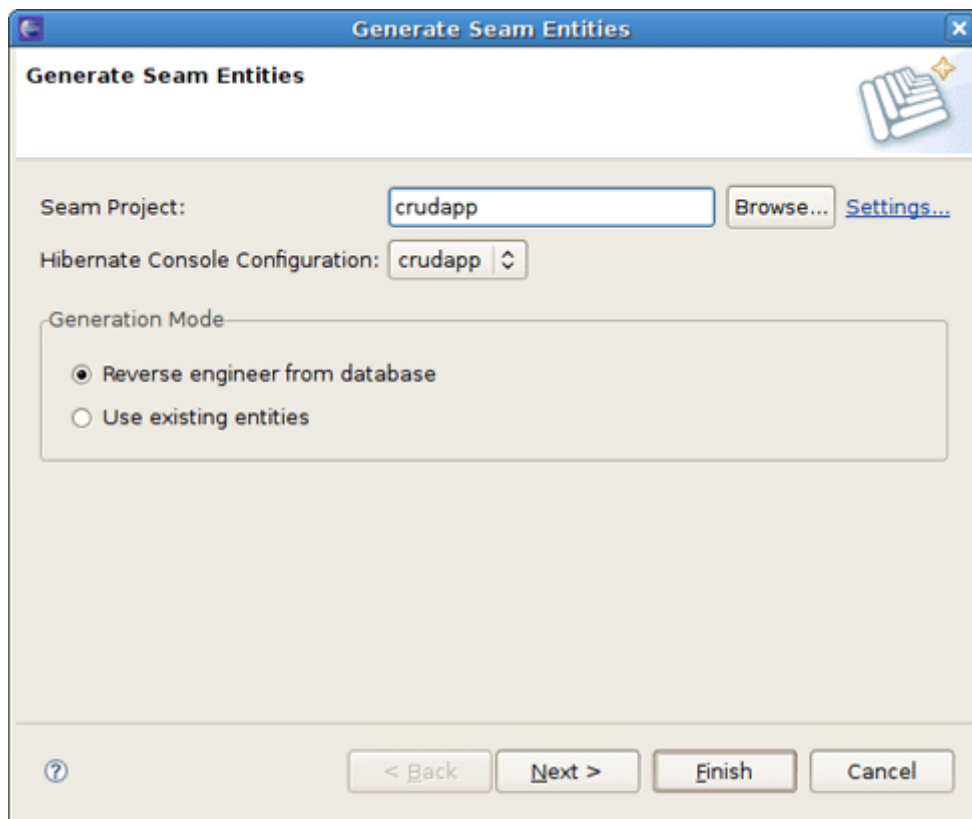 Generate Seam Entities
Generate Seam Entities
Seam Project: crudapp Browse... Settings...
Hibernate Console Configuration: crudapp
Generation Mode
Reverse engineer from database
Use existing entities
? < Back Next > Finish Cancel